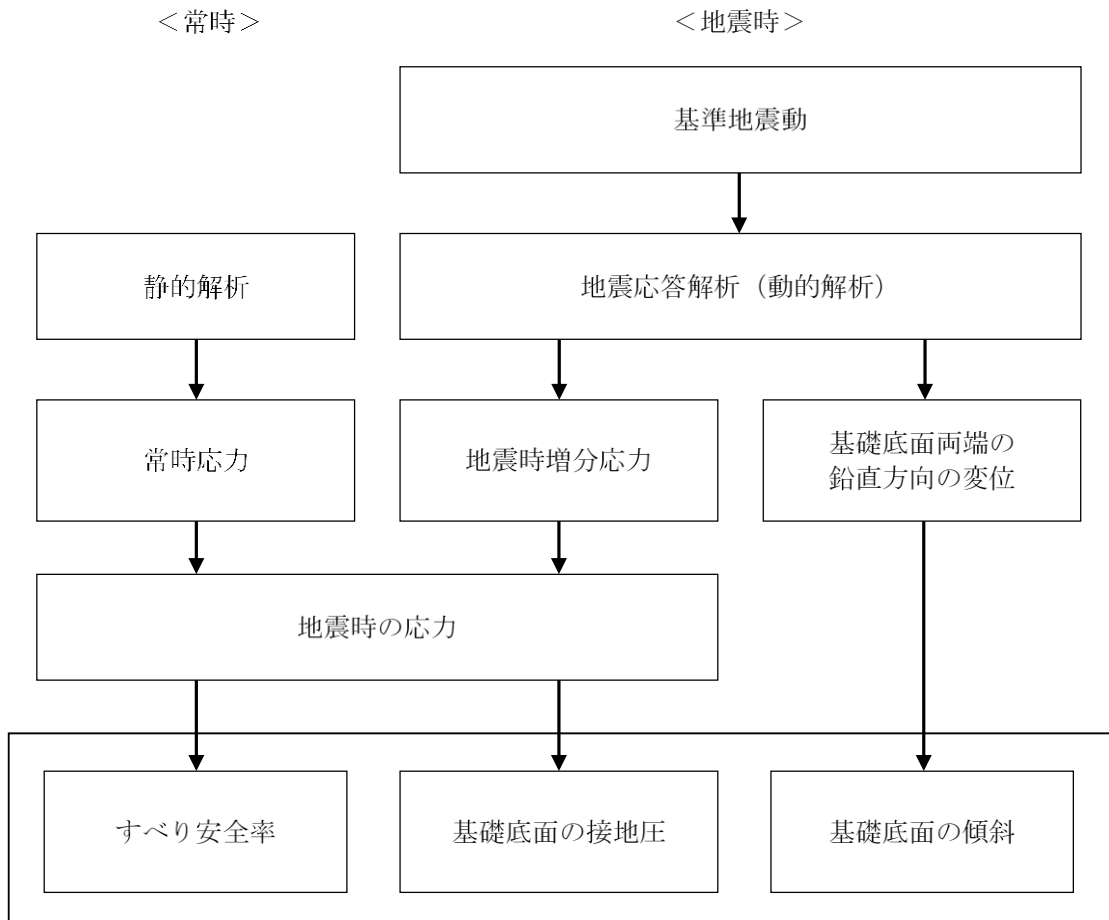 ＜常時＞
＜地震時＞
基準地震動
静的解析
地震応答解析（動的解析）
常時応力
地震時増分応力
基礎底面両端の
鉛直方向の変位
地震時の応力
すべり安全率
基礎底面の接地圧
基礎底面の傾斜